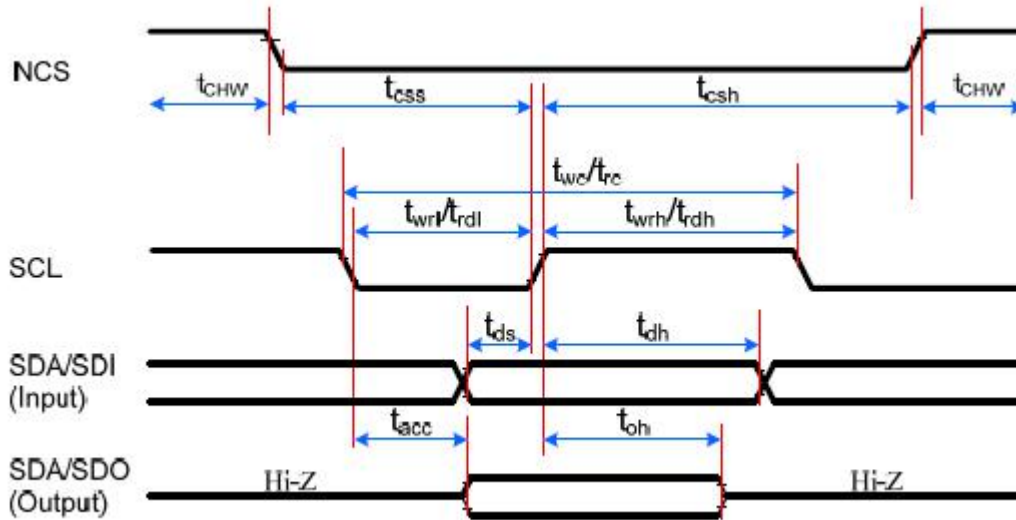 NCS
tCHW tcss tcsh tCHW
twc/trc
twrl/trdl twrh/trdh
SCL
tds tdh
SDA/SDI
(Input)
tacc toh
SDA/SDO
(Output)
Hi-Z Hi-Z